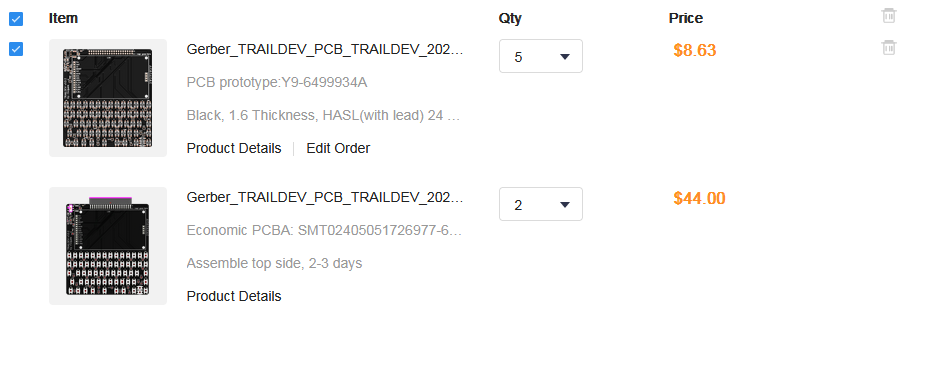 Item Qty Price
Gerber_TRAILDEV_PCB_TRAILDEV_202...
5
$8.63
PCB prototype:Y9-6499934A
Black, 1.6 Thickness, HASL(with lead) 24 ...
Product Details Edit Order
Gerber_TRAILDEV_PCB_TRAILDEV_202...
2
$44.00
Economic PCBA: SMT02405051726977-6...
Assemble top side, 2-3 days
Product Details